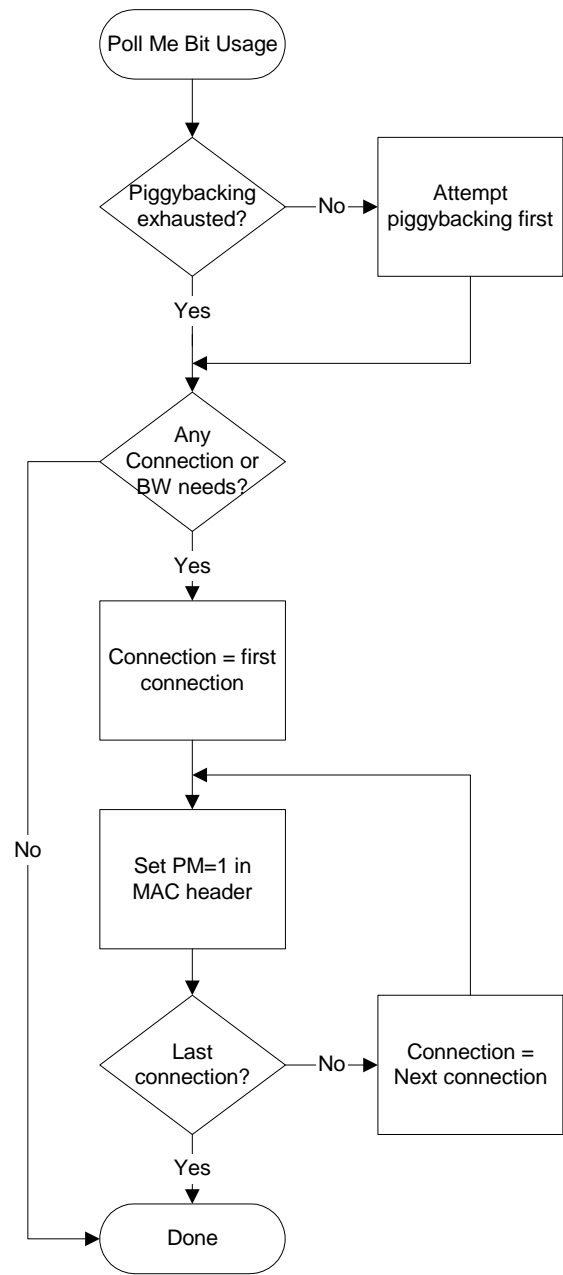 Poll Me Bit Usage
Piggybacking
exhausted?
No
Attempt
piggybacking first
Yes
Any
Connection or
BW needs?
Yes
Connection = first
connection
No
Set PM=1 in
MAC header
Last
connection?
No
Connection =
Next connection
Yes
Done